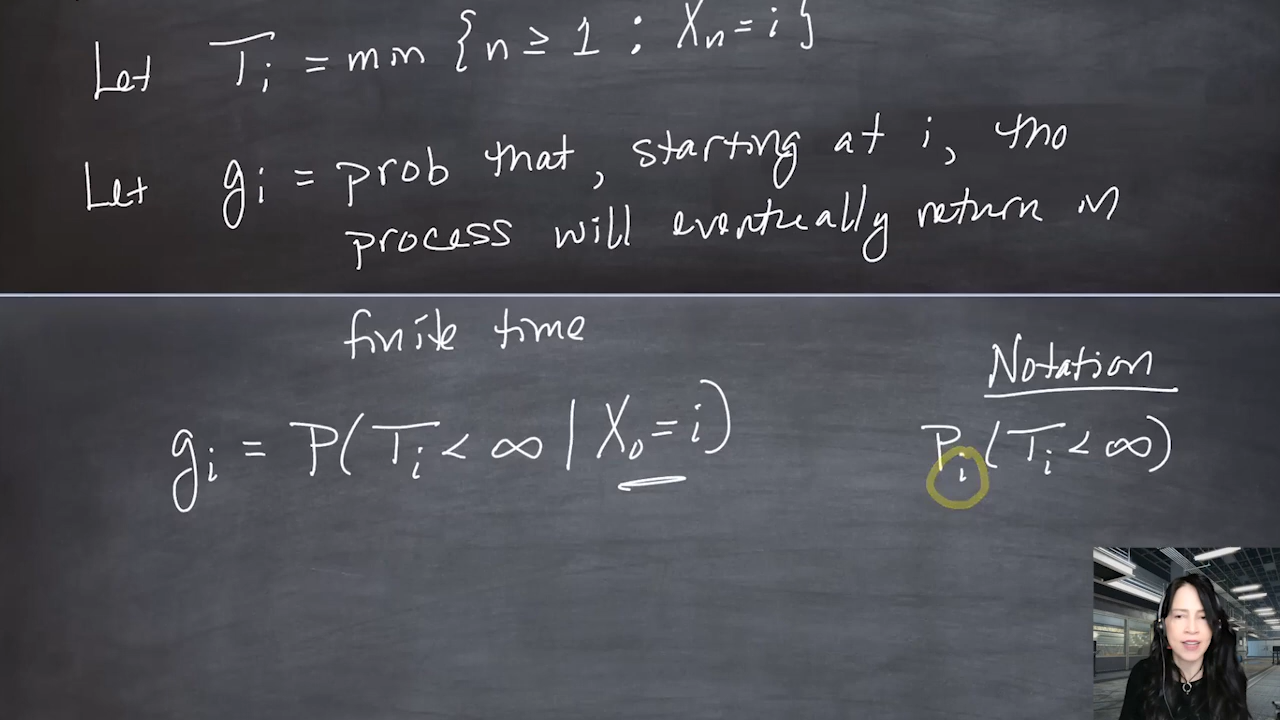 Let T_i = min {n ≥ 1 : X_n = i}
Let g_i = prob that, starting at i, the
process will eventually return in
finite time
Notation
g_i = P(T_i < ∞ | X_0 = i)
P_i(T_i < ∞)